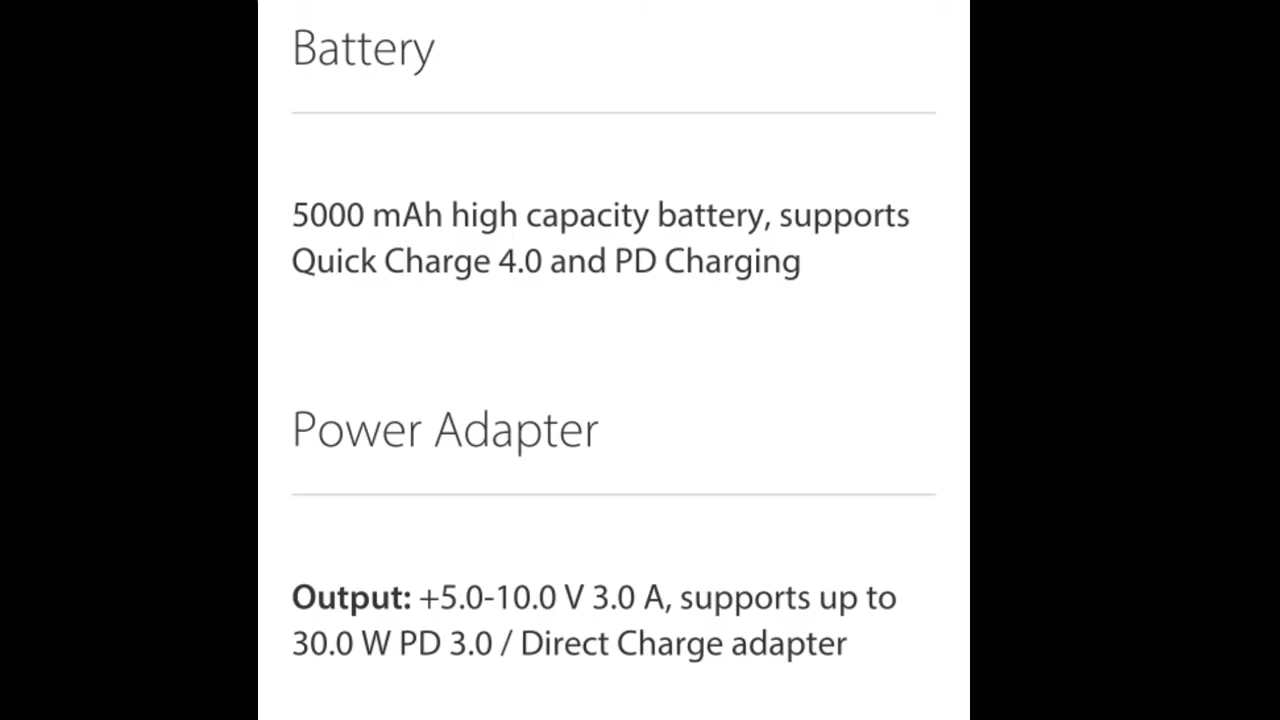 Battery
5000 mAh high capacity battery, supports
Quick Charge 4.0 and PD Charging
Power Adapter
Output: +5.0-10.0 V 3.0 A, supports up to
30.0 W PD 3.0 / Direct Charge adapter